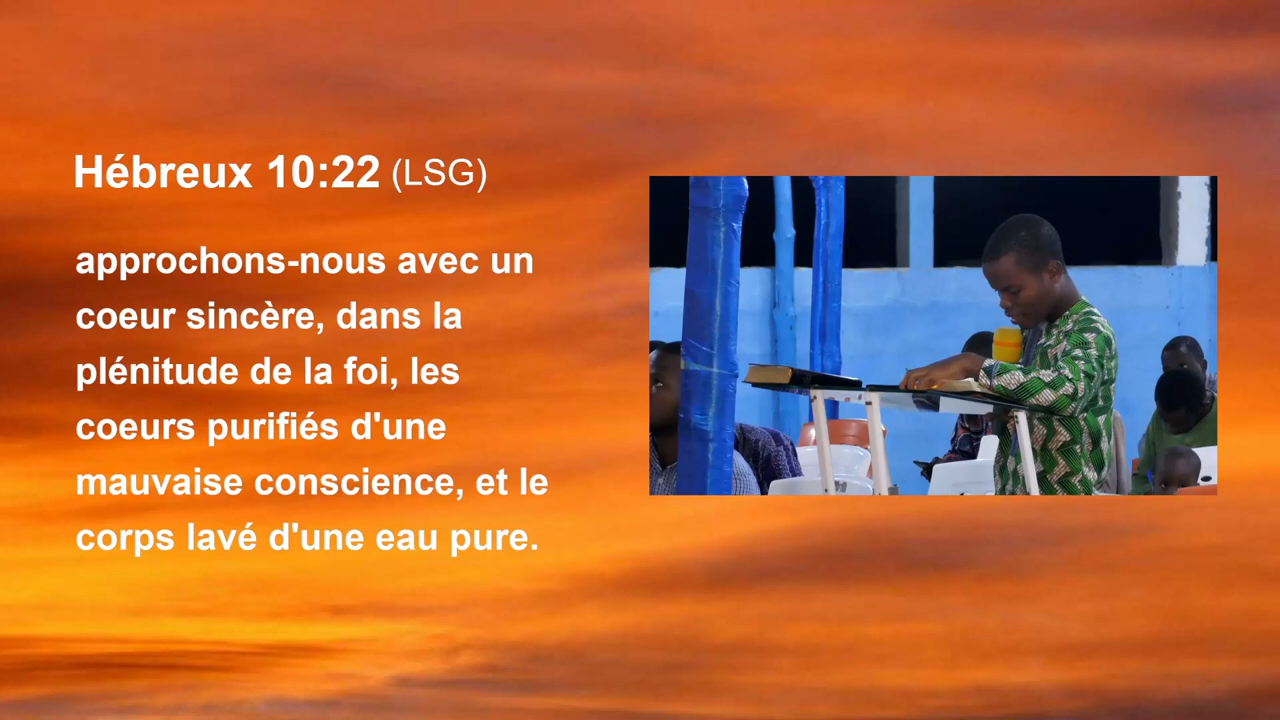 Hébreux 10:22 (LSG)
approchons-nous avec un
coeur sincère, dans la
plénitude de la foi, les
coeurs purifiés d'une
mauvaise conscience, et le
corps lavé d'une eau pure.